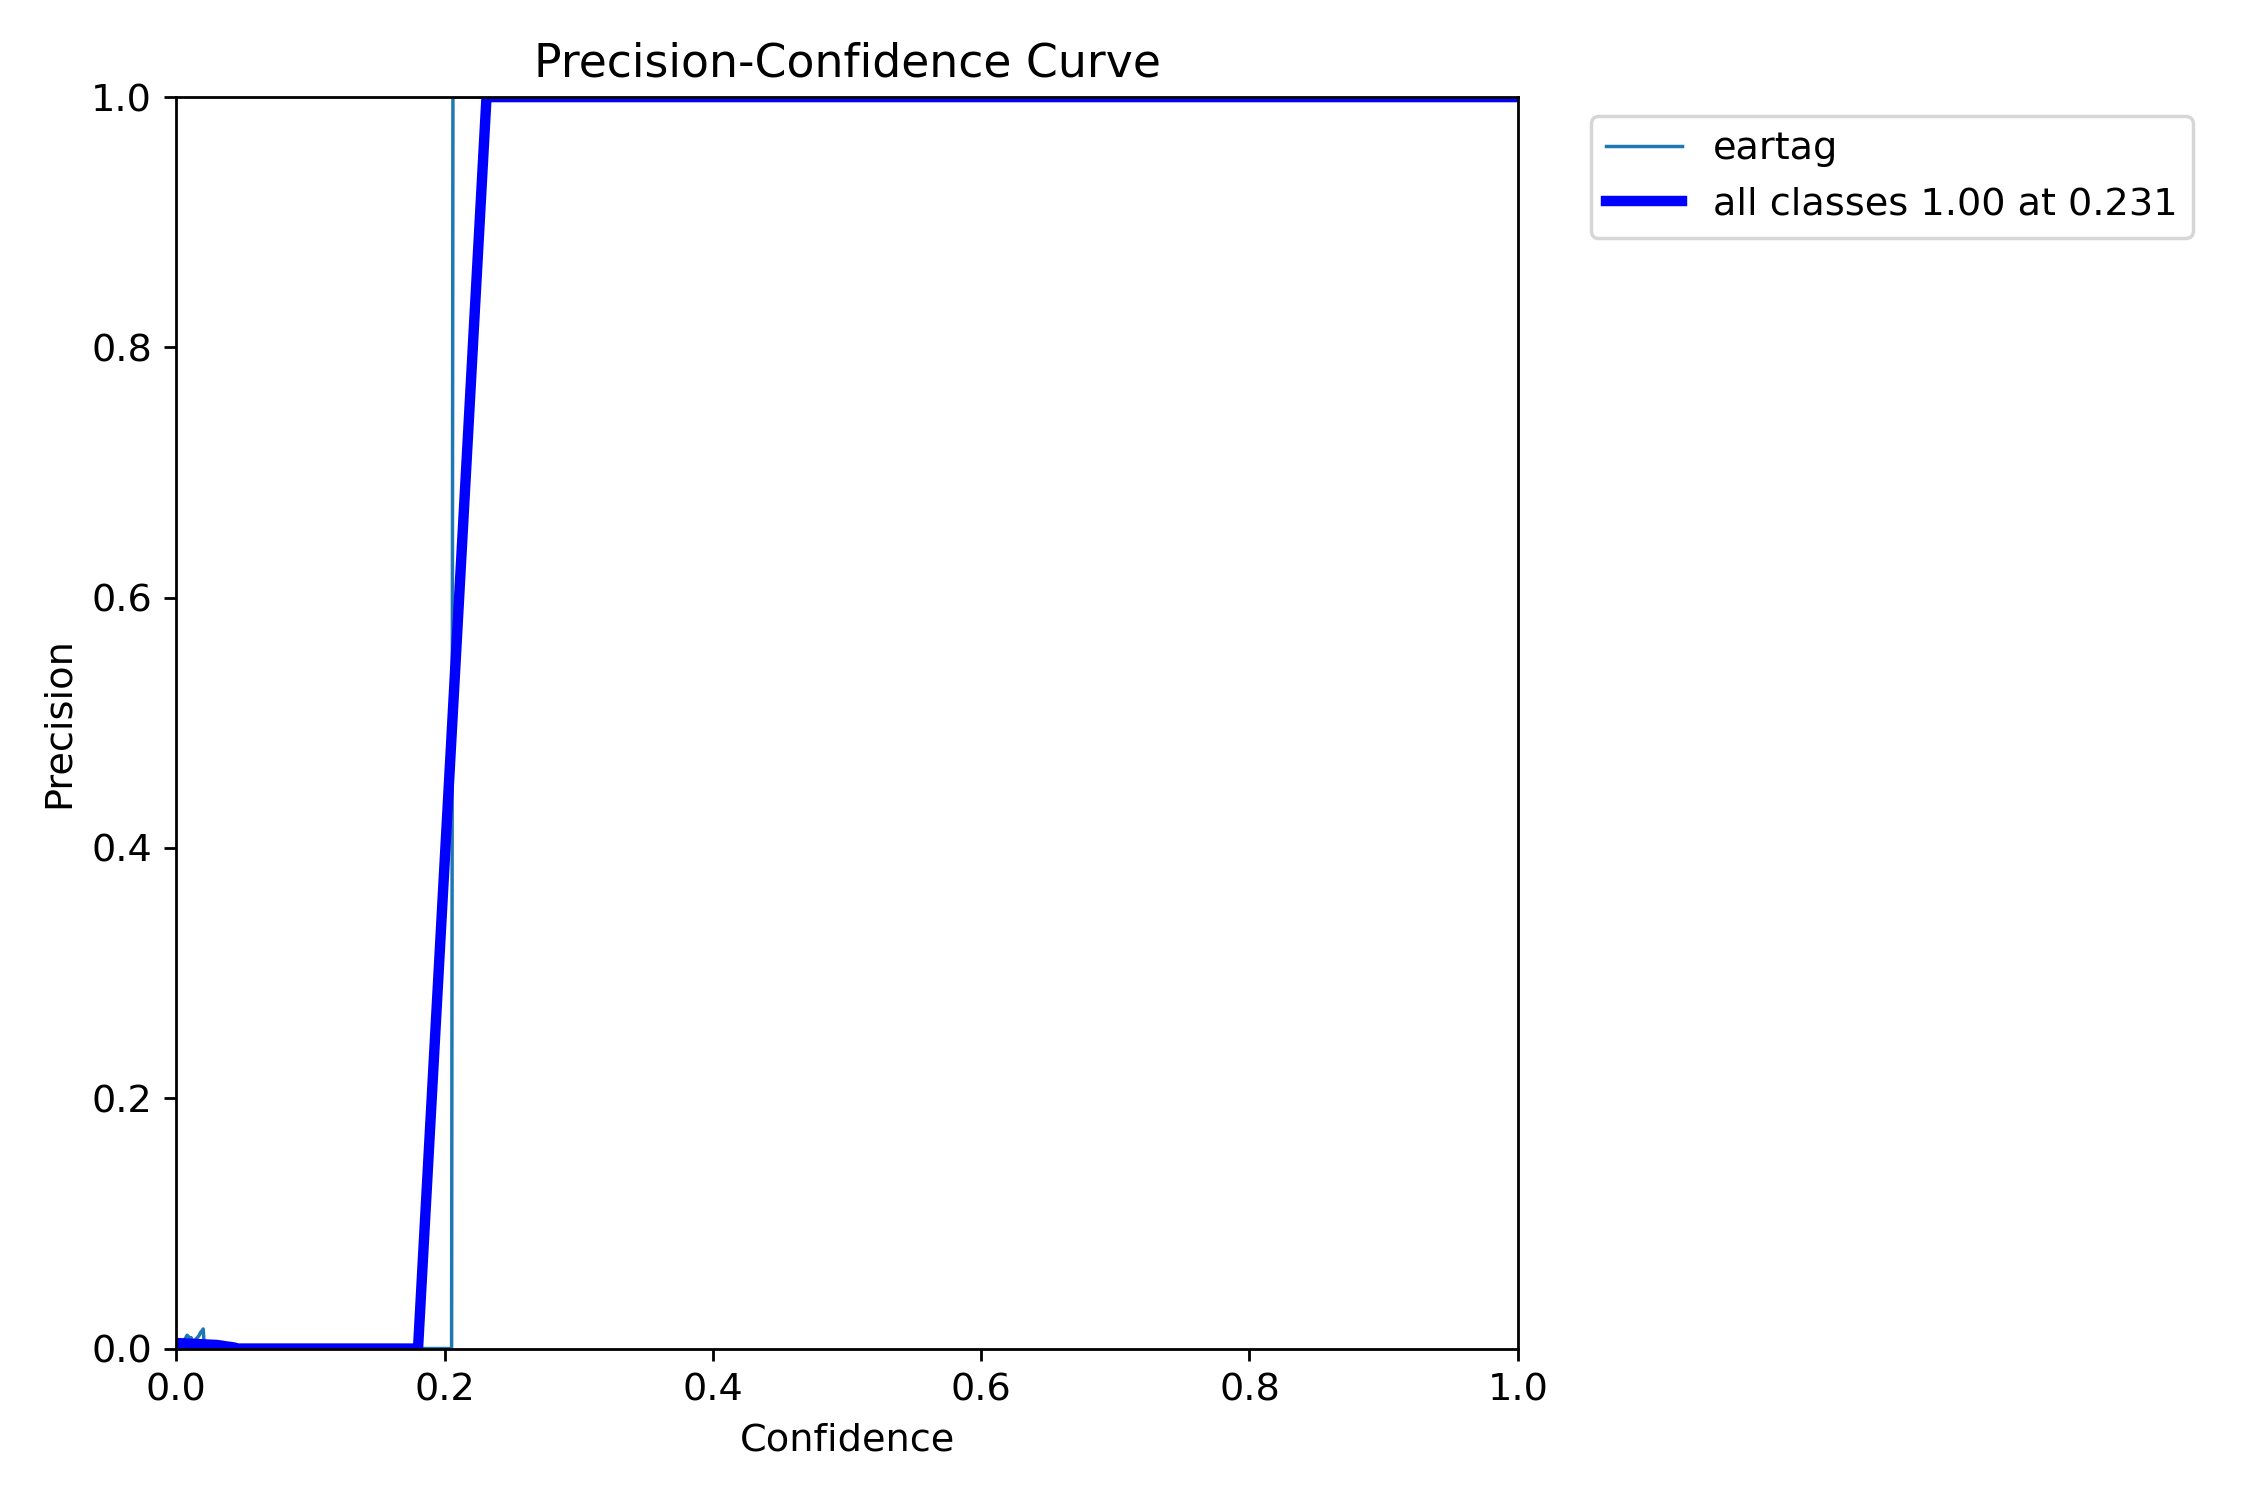 Precision-Confidence Curve
eartag
all classes 1.00 at 0.231
Precision
1.0
0.8
0.6
0.4
0.2
0.0
0.0 0.2 0.4 0.6 0.8 1.0
Confidence